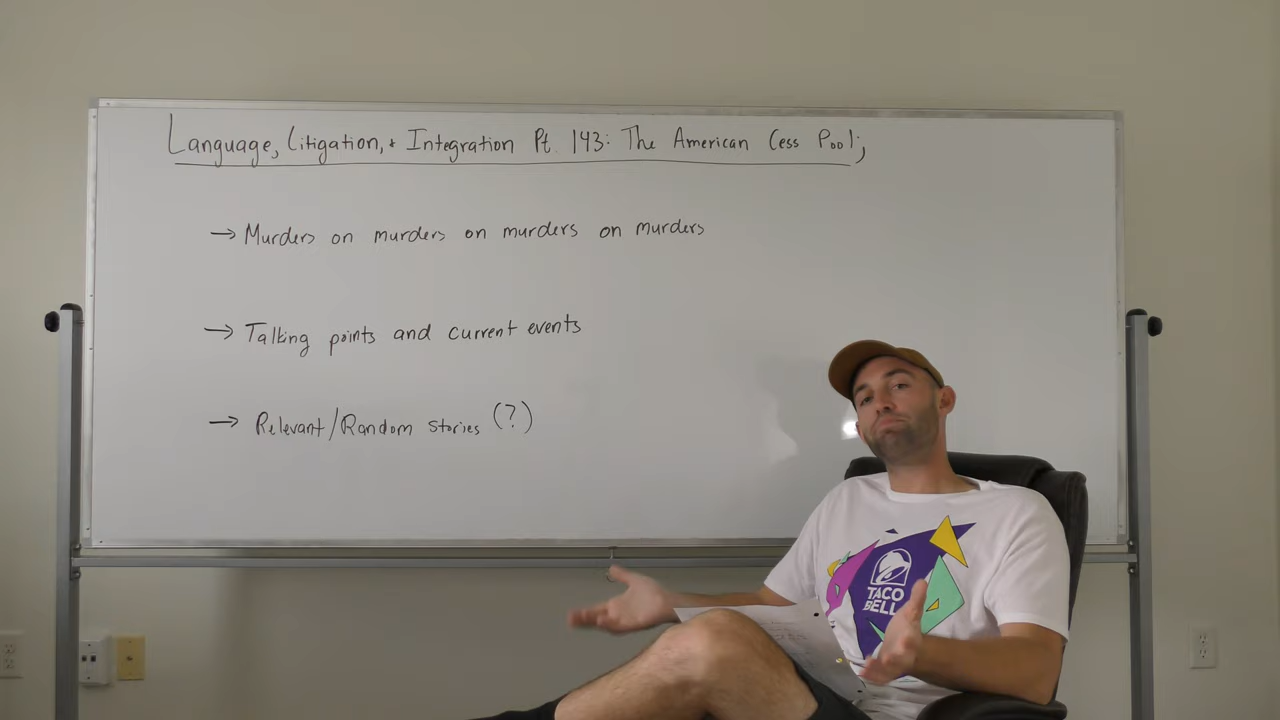 Language, Litigation, + Integration Pt. 143: The American Cess Pool;
→ Murders on murders on murders on murders
→ Talking points and current events
→ Relevant/Random stories (?)
TACO
BELL